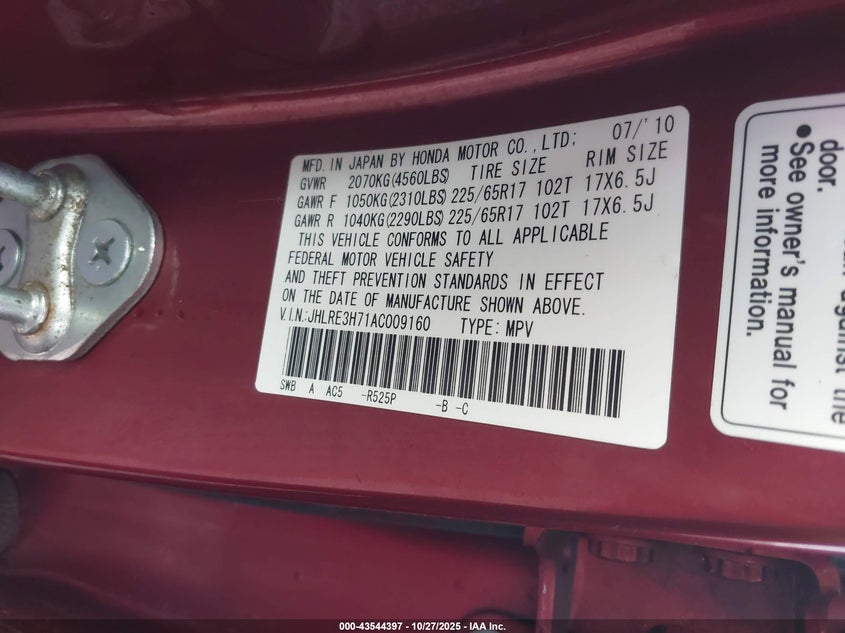 MFD. IN JAPAN BY HONDA MOTOR CO.,LTD; 07/'10
GVWR 2070KG(4560LBS) TIRE SIZE RIM SIZE
GAWR F 1050KG(2310LBS) 225/65R17 102T 17X6.5J
GAWR R 1040KG(2290LBS) 225/65R17 102T 17X6.5J
THIS VEHICLE CONFORMS TO ALL APPLICABLE
FEDERAL MOTOR VEHICLE SAFETY
AND THEFT PREVENTION STANDARDS IN EFFECT
ON THE DATE OF MANUFACTURE SHOWN ABOVE.
V.I.N.:JHLRE3H71AC009160 TYPE: MPV
SWB A AC5 -R525P -B -C
against the
door.
• See owner's manual for
more information.
000-43544397 - 10/27/2025 - IAA Inc.